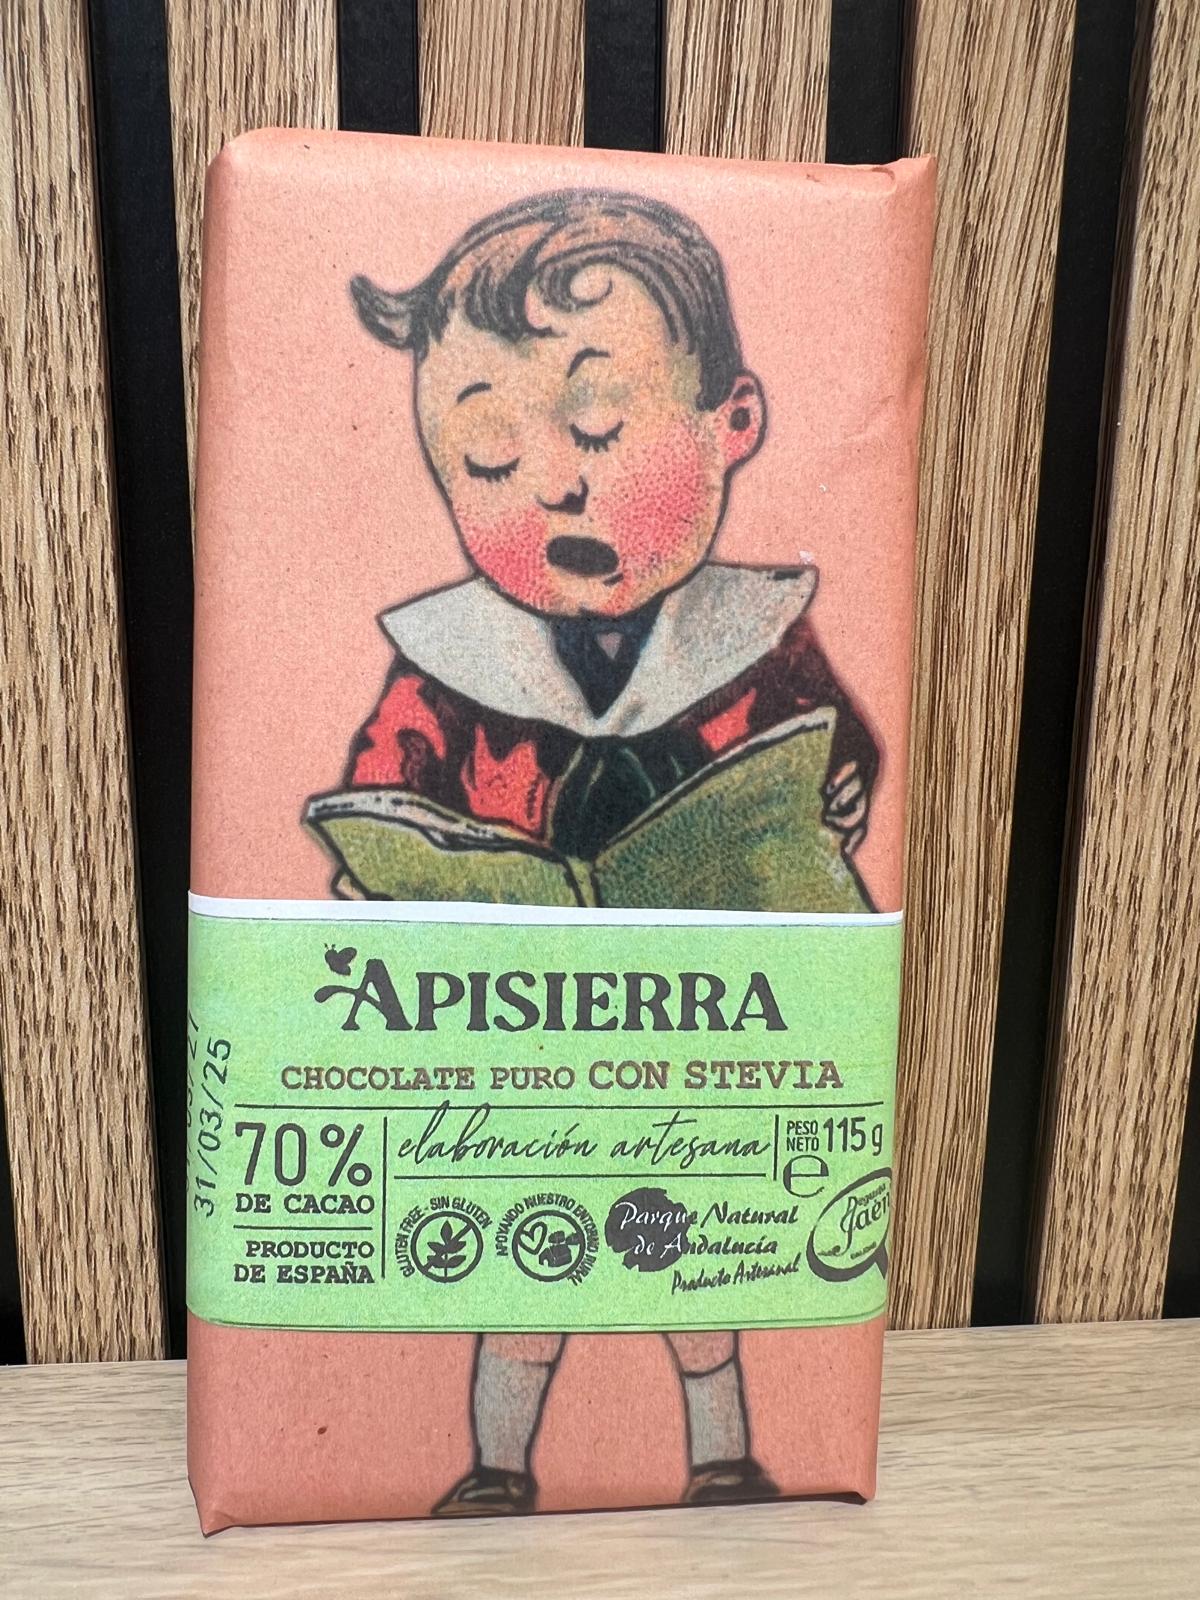 APISIERRA
CHOCOLATE PURO CON STEVIA
31/03/25
70%
DE CACAO
PRODUCTO
DE ESPAÑA
elaboración artesana
PESO
NETO 115 g
e
GLUTEN FREE - SIN GLUTEN
APOYANDO NUESTRO ENTORNO RURAL
Parque Natural
de Andalucía
Producto Artesanal
Degusta
Jaén